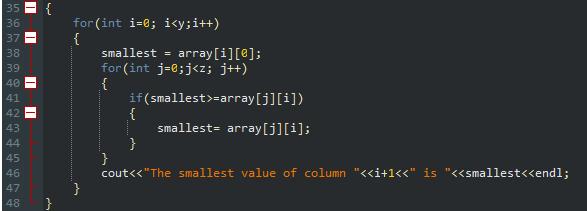 35 {
36 for(int i=0; i<y;i++)
37 {
38 smallest = array[i][0];
39 for(int j=0;j<z; j++)
40 {
41 if(smallest>=array[j][i])
42 {
43 smallest= array[j][i];
44 }
45 }
46 cout<<"The smallest value of column "<<i+1<<" is "<<smallest<<endl;
47 }
48 }